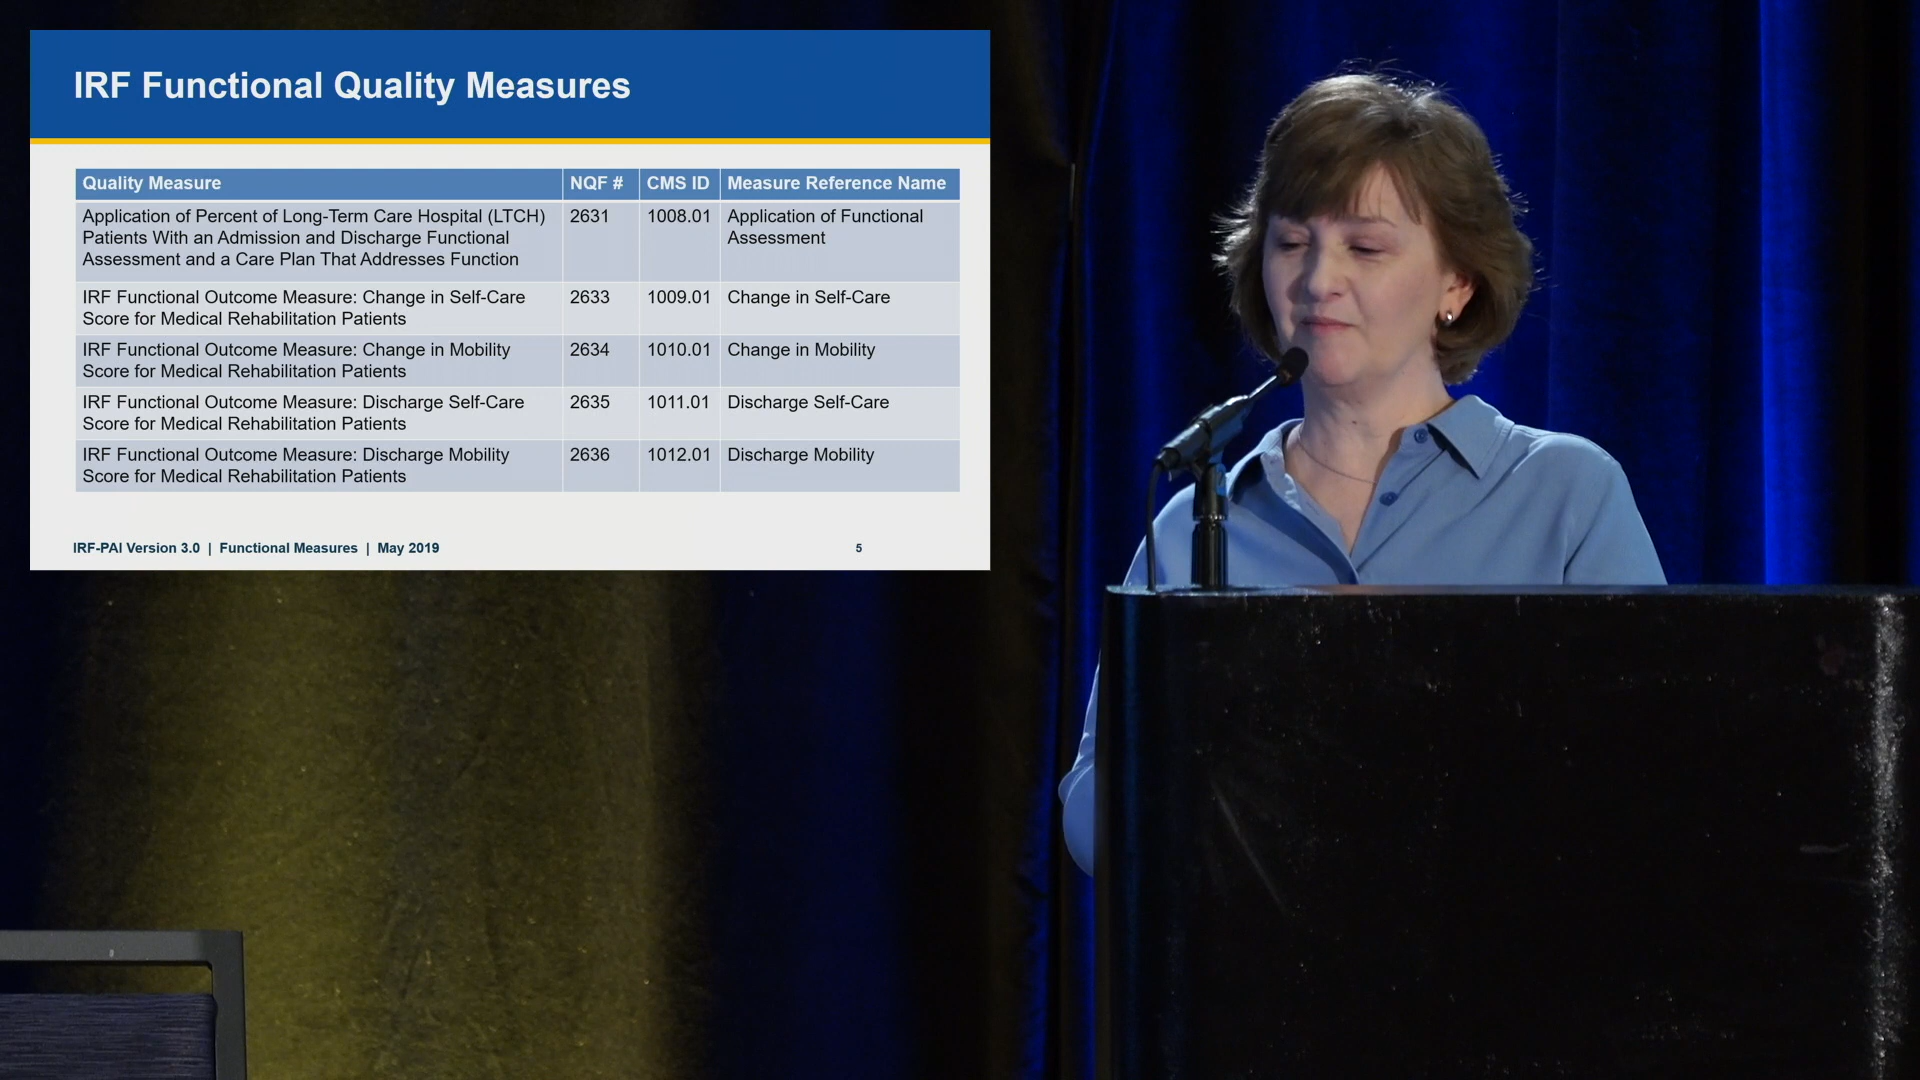 IRF Functional Quality Measures
Quality Measure NQF # CMS ID Measure Reference Name
Application of Percent of Long-Term Care Hospital (LTCH) 2631 1008.01 Application of Functional
Patients With an Admission and Discharge Functional Assessment
Assessment and a Care Plan That Addresses Function
IRF Functional Outcome Measure: Change in Self-Care 2633 1009.01 Change in Self-Care
Score for Medical Rehabilitation Patients
IRF Functional Outcome Measure: Change in Mobility 2634 1010.01 Change in Mobility
Score for Medical Rehabilitation Patients
IRF Functional Outcome Measure: Discharge Self-Care 2635 1011.01 Discharge Self-Care
Score for Medical Rehabilitation Patients
IRF Functional Outcome Measure: Discharge Mobility 2636 1012.01 Discharge Mobility
Score for Medical Rehabilitation Patients
IRF-PAI Version 3.0 | Functional Measures | May 2019 5